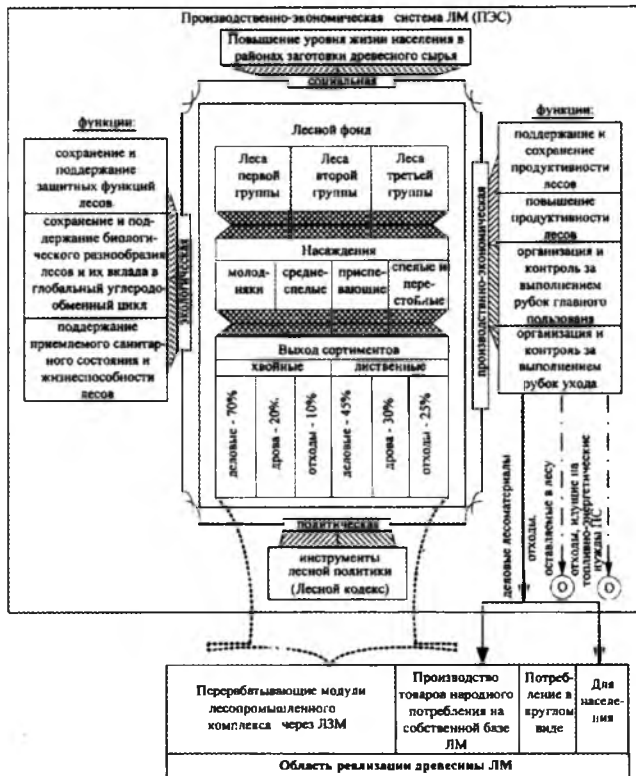 Производственно-экономическая система ЛМ (ПЭС)
Повышение уровня жизни населения в
районах заготовки древесного сырья
социальная
функции:
сохранение и
поддержание
защитных функций
лесов
сохранение и под-
держание биологи-
ческого разнообразия
лесов и их вклада в
глобальный углеродо-
обменный цикл
поддержание
приемлемого санитар-
ного состояния и
жизнеспособности
лесов
экологическая
Лесной фонд
Леса
первой
группы
Леса
второй
группы
Леса
третьей
группы
Насаждения
молод-
няки
средне-
спелые
приспе-
вающие
спелые и
пере-
стойные
Выход сортиментов
хвойные
лиственные
деловые - 70%
дрова - 20%
отходы - 10%
деловые - 45%
дрова - 30%
отходы - 25%
политическая
инструменты
лесной политики
(Лесной кодекс)
производственно-экономическая
функции:
поддержание и
сохранение
продуктивности
лесов
повышение
продуктивности
лесов
организация и
контроль за
выполнением
рубок главного
пользованя
организация и
контроль за
выполнением
рубок ухода
деловые лесоматериалы
отходы,
оставляемые в лесу
отходы, идущие на
топливно-энергетические
нужды ПС
О
О
Перерабатывающие модули
лесопромышленного
комплекса через ЛЗМ
Производство
товаров народного
потребления на
собственной базе
ЛМ
Потреб-
ление в
круглом
виде
Для
населе-
ния
Область реализации древесины ЛМ